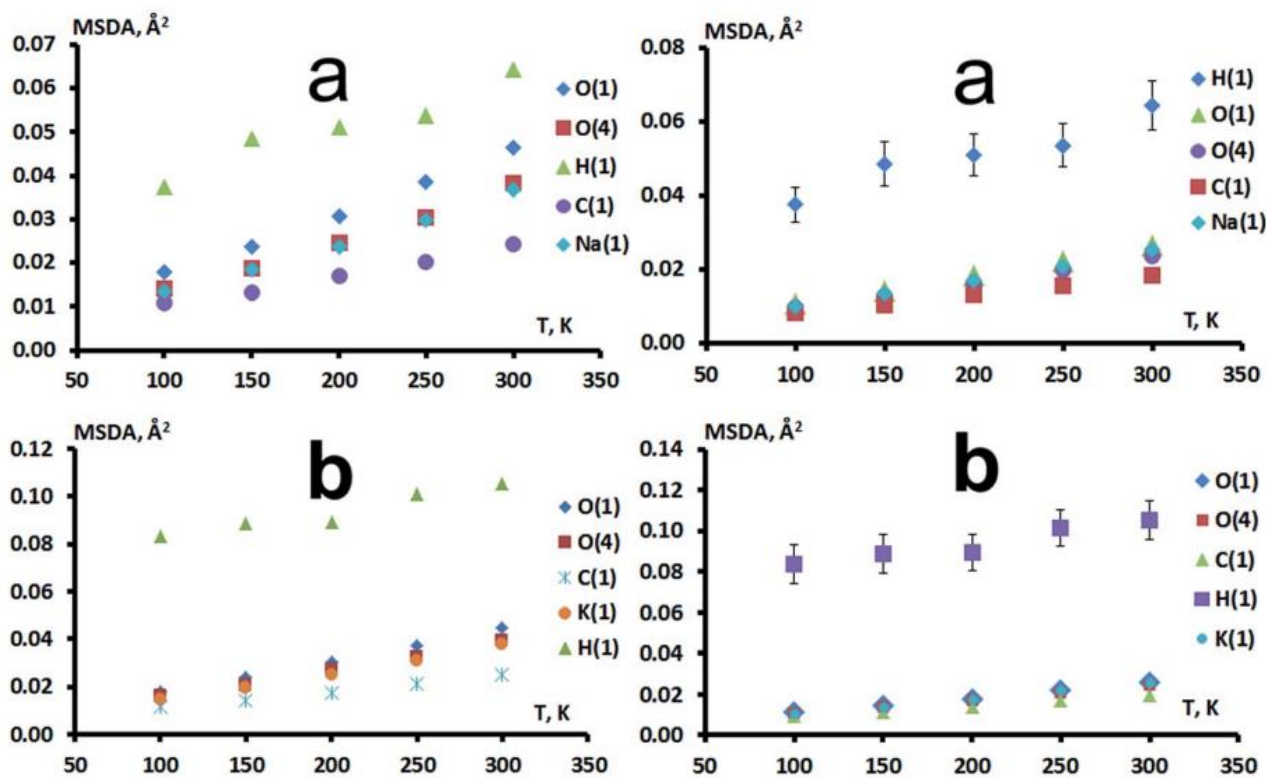 MSDA, Å²
a
0.07
0.06
0.05
0.04
0.03
0.02
0.01
0.00
50 100 150 200 250 300 350
T, K
O(1)
O(4)
H(1)
C(1)
Na(1)
MSDA, Å²
a
0.08
0.06
0.04
0.02
0.00
50 100 150 200 250 300 350
T, K
H(1)
O(1)
O(4)
C(1)
Na(1)
MSDA, Å²
b
0.12
0.10
0.08
0.06
0.04
0.02
0.00
50 100 150 200 250 300 350
T, K
O(1)
O(4)
C(1)
K(1)
H(1)
MSDA, Å²
b
0.14
0.12
0.10
0.08
0.06
0.04
0.02
0.00
50 100 150 200 250 300 350
T, K
O(1)
O(4)
C(1)
H(1)
K(1)